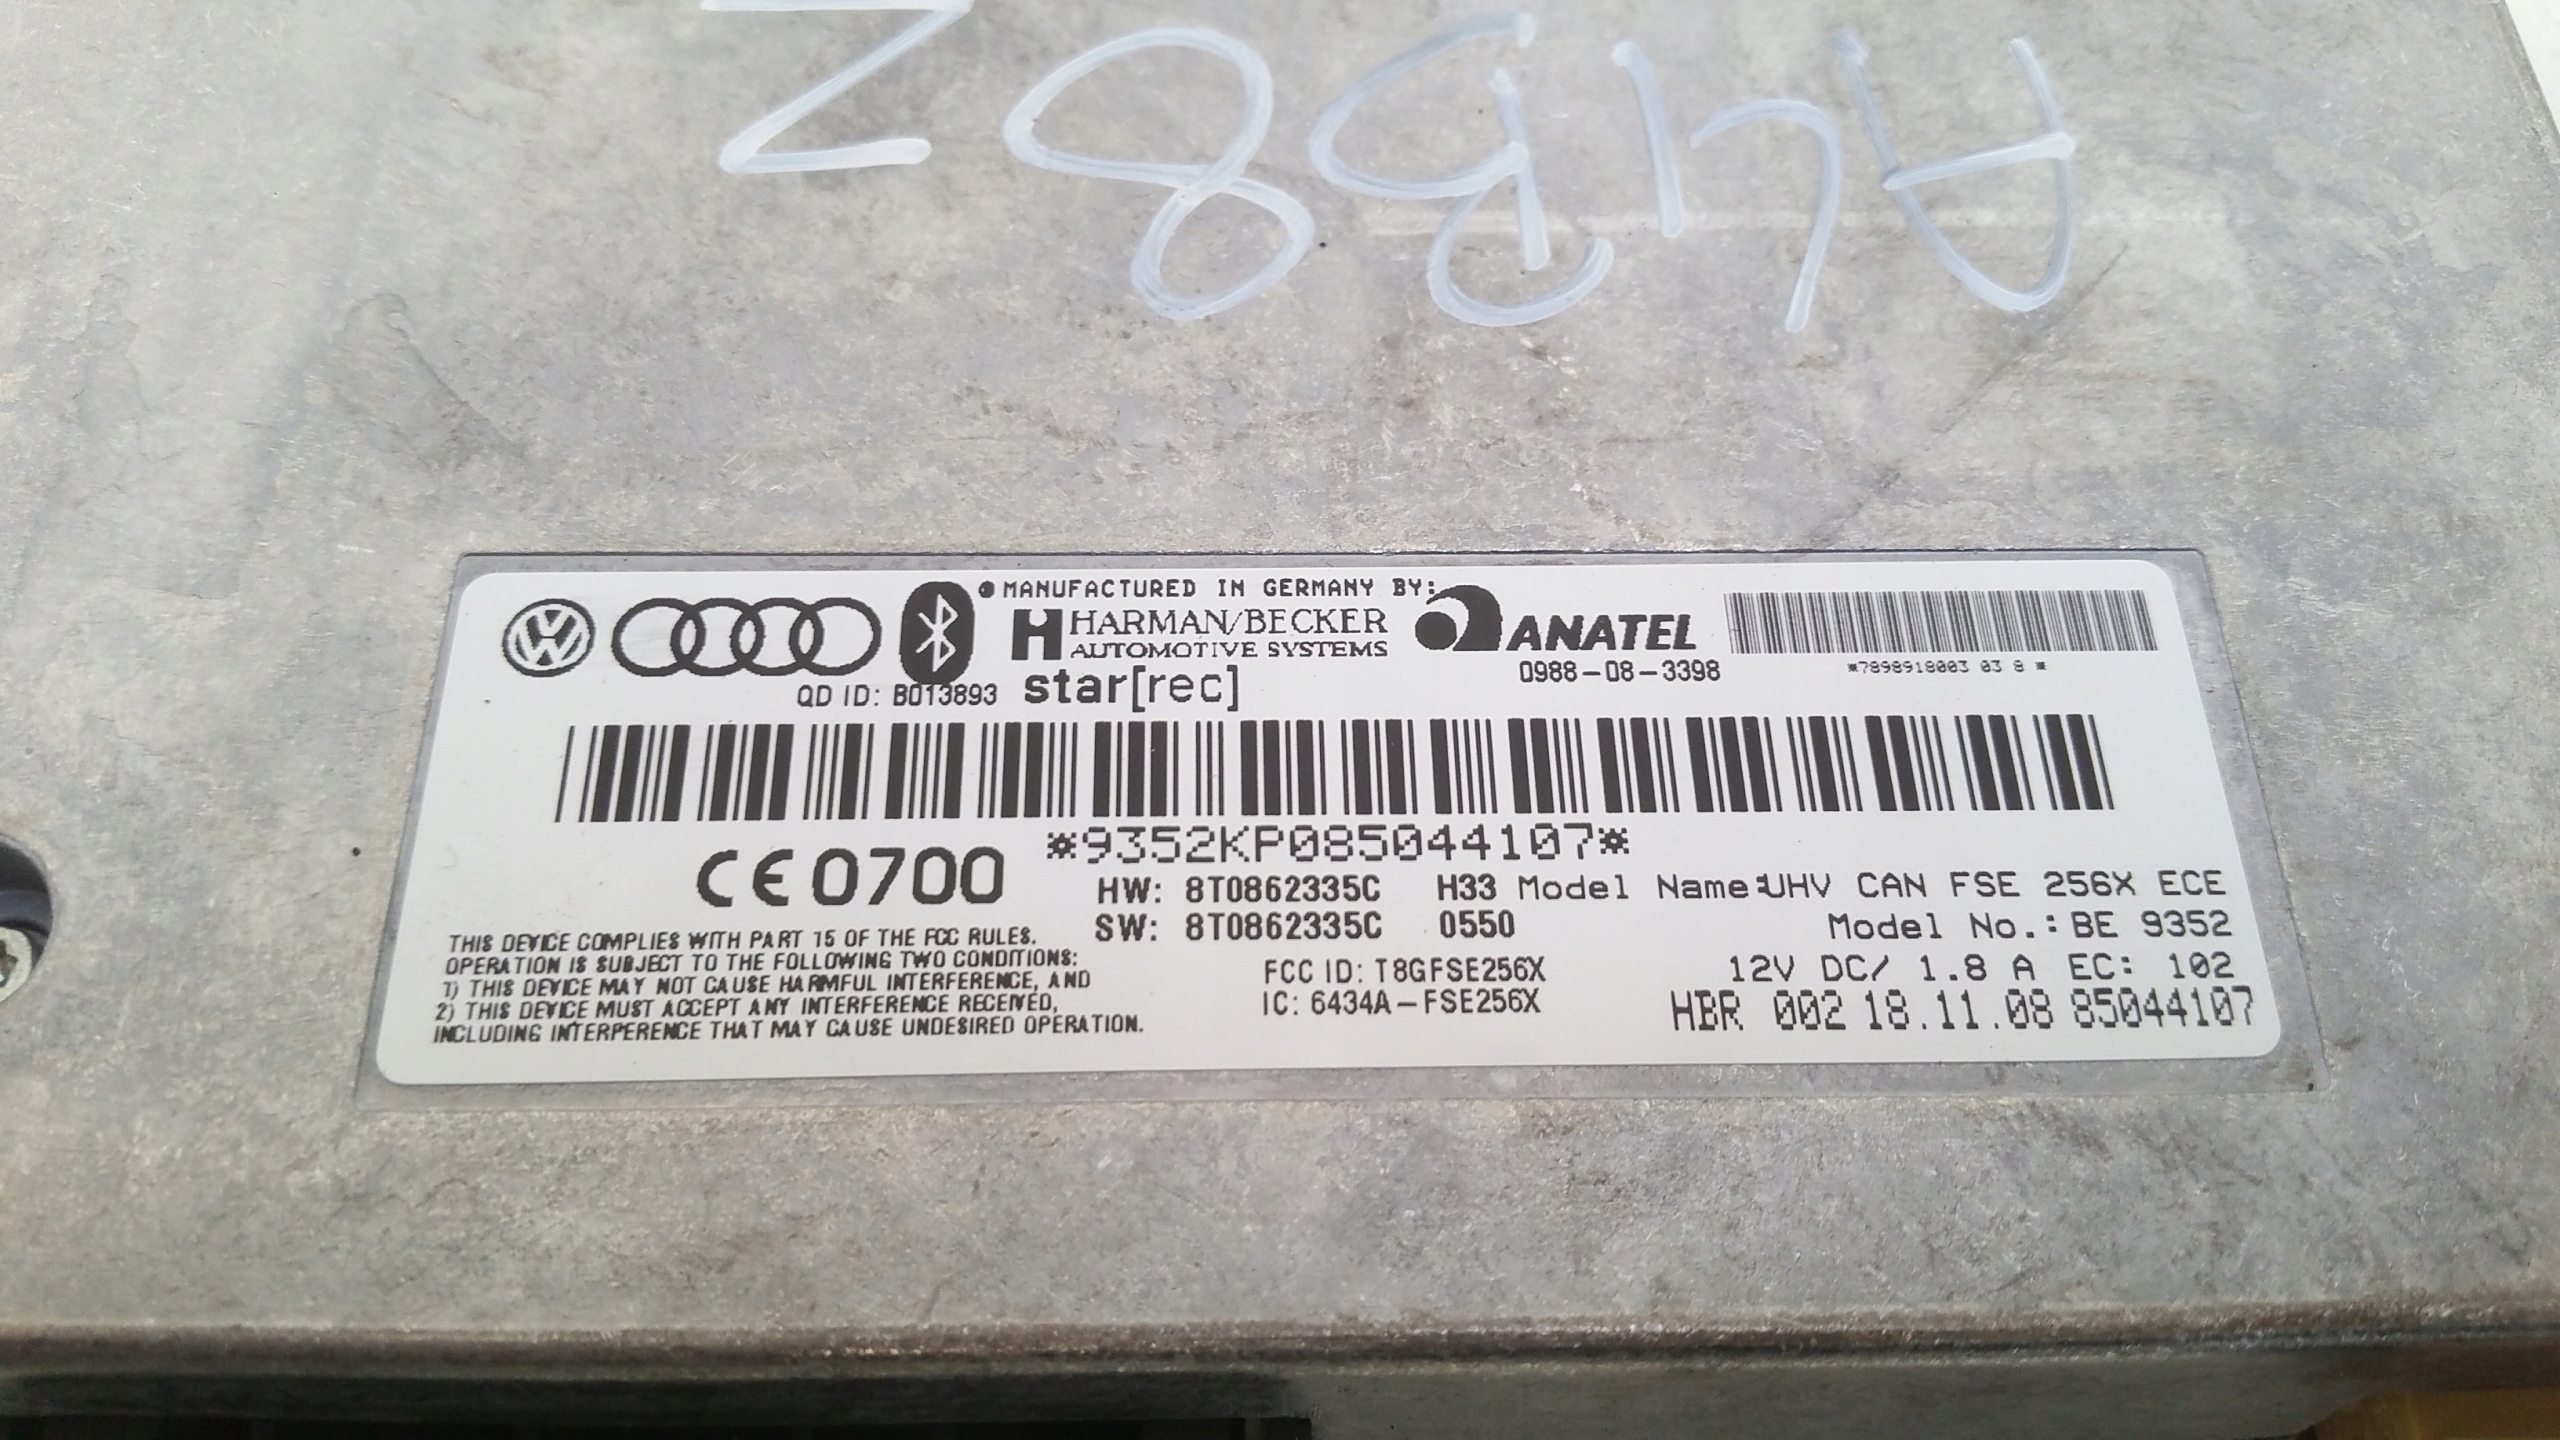 MANUFACTURED IN GERMANY BY:
HARMAN/BECKER
AUTOMOTIVE SYSTEMS
ANATEL
0988-08-3398
*7898918003 03 8 *
QD ID: B013893
star[rec]
*9352KP085044107*
CE 0700
HW: 8T0862335C H33
SW: 8T0862335C 0550
Model Name:UHV CAN FSE 256X ECE
Model No.: BE 9352
THIS DEVICE COMPLIES WITH PART 15 OF THE FCC RULES.
OPERATION IS SUBJECT TO THE FOLLOWING TWO CONDITIONS:
1) THIS DEVICE MAY NOT CAUSE HARMFUL INTERFERENCE, AND
2) THIS DEVICE MUST ACCEPT ANY INTERFERENCE RECEIVED,
INCLUDING INTERFERENCE THAT MAY CAUSE UNDESIRED OPERATION.
FCC ID: T8GFSE256X
IC: 6434A-FSE256X
12V DC/ 1.8 A EC: 102
HBR 002 18.11.08 85044107